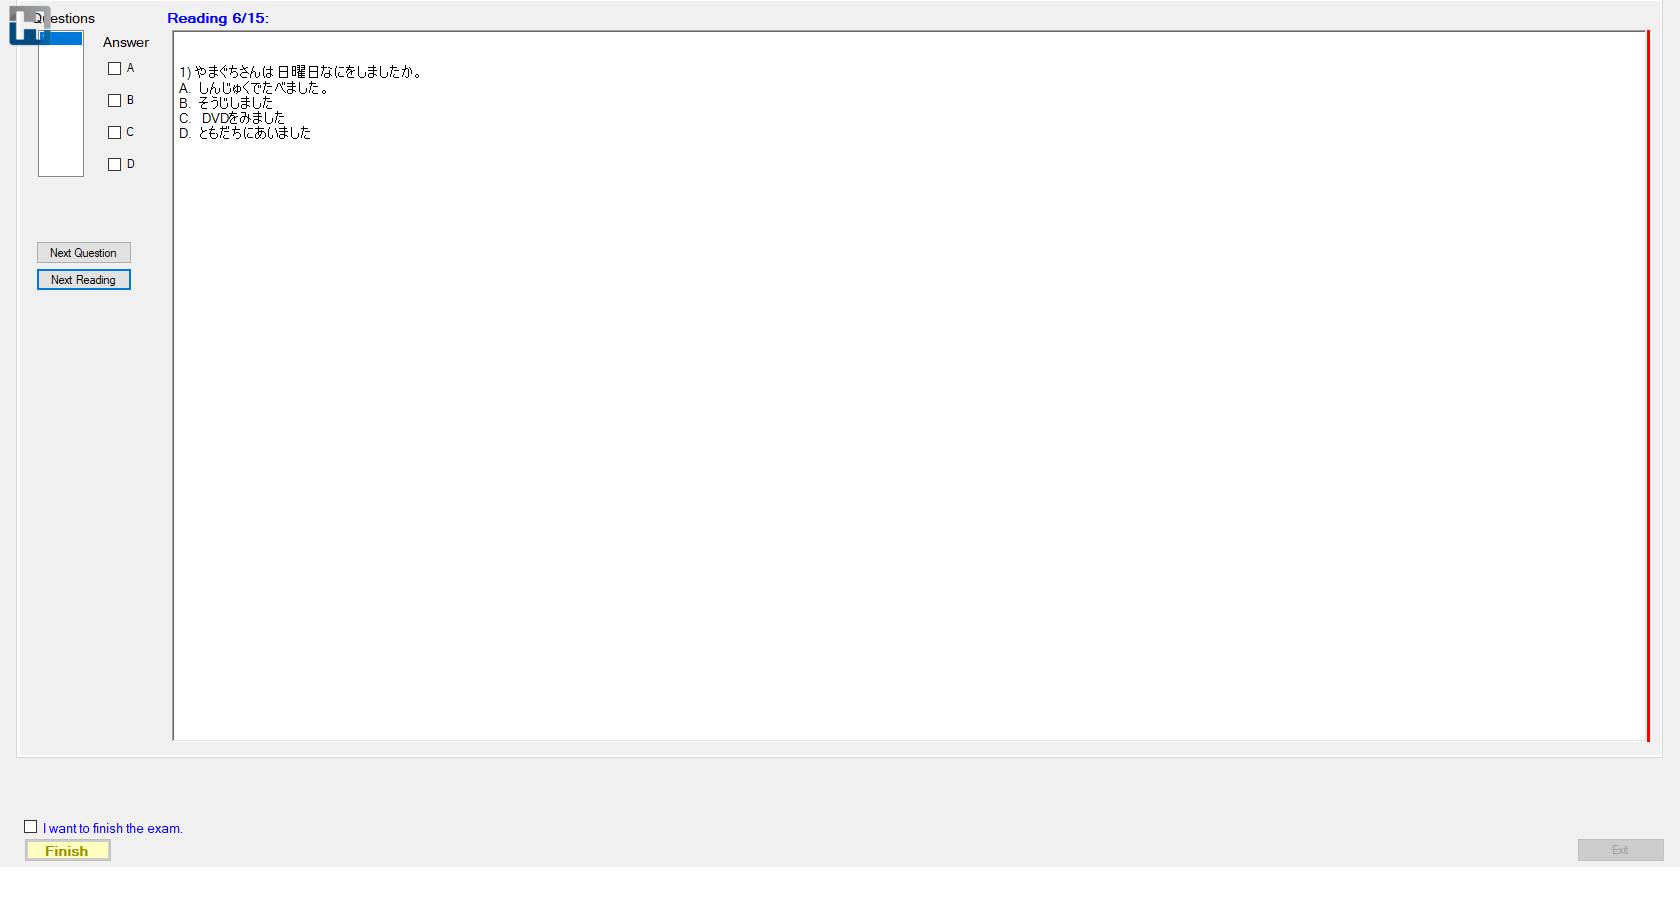 Questions
Reading 6/15:
Answer
A
B
C
D
1) やまぐちさんは 日曜日なにをしましたか。
A. しんじゅくでたべました。
B. そうじしました
C. DVDをみました
D. ともだちにあいました
Next Question
Next Reading
I want to finish the exam.
Finish
Exit